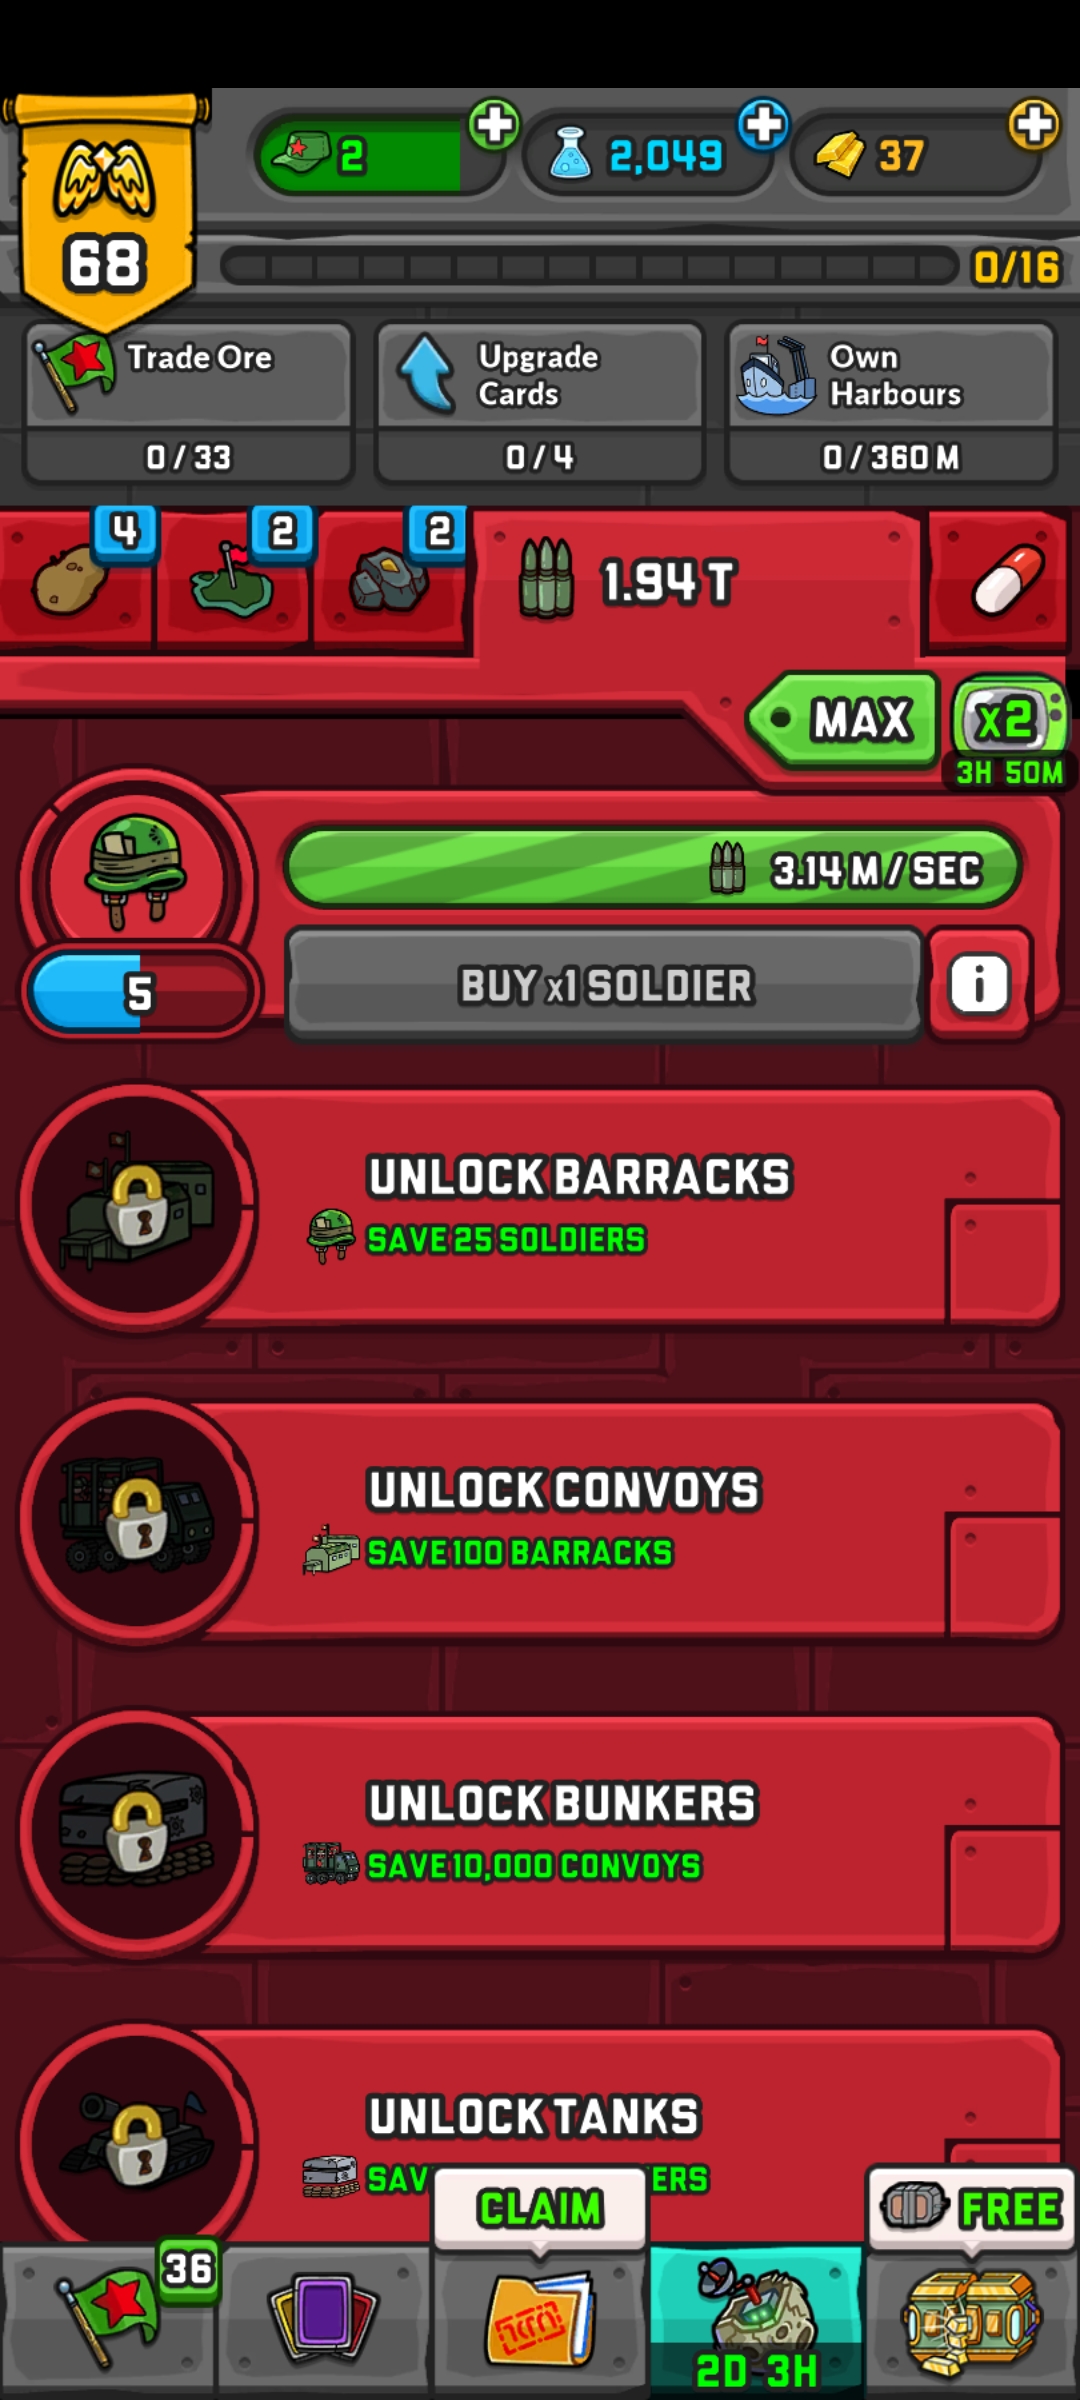 2
2,049
37
68
0/16
Trade Ore
Upgrade
Cards
Own
Harbours
0 / 33
0 / 4
0 / 360 M
4
2
2
1.94 T
MAX
x2
3H 50M
3.14 M / SEC
5
BUY x1 SOLDIER
i
UNLOCK BARRACKS
SAVE 25 SOLDIERS
UNLOCK CONVOYS
SAVE 100 BARRACKS
UNLOCK BUNKERS
SAVE 10,000 CONVOYS
UNLOCK TANKS
CLAIM
FREE
36
2D 3H